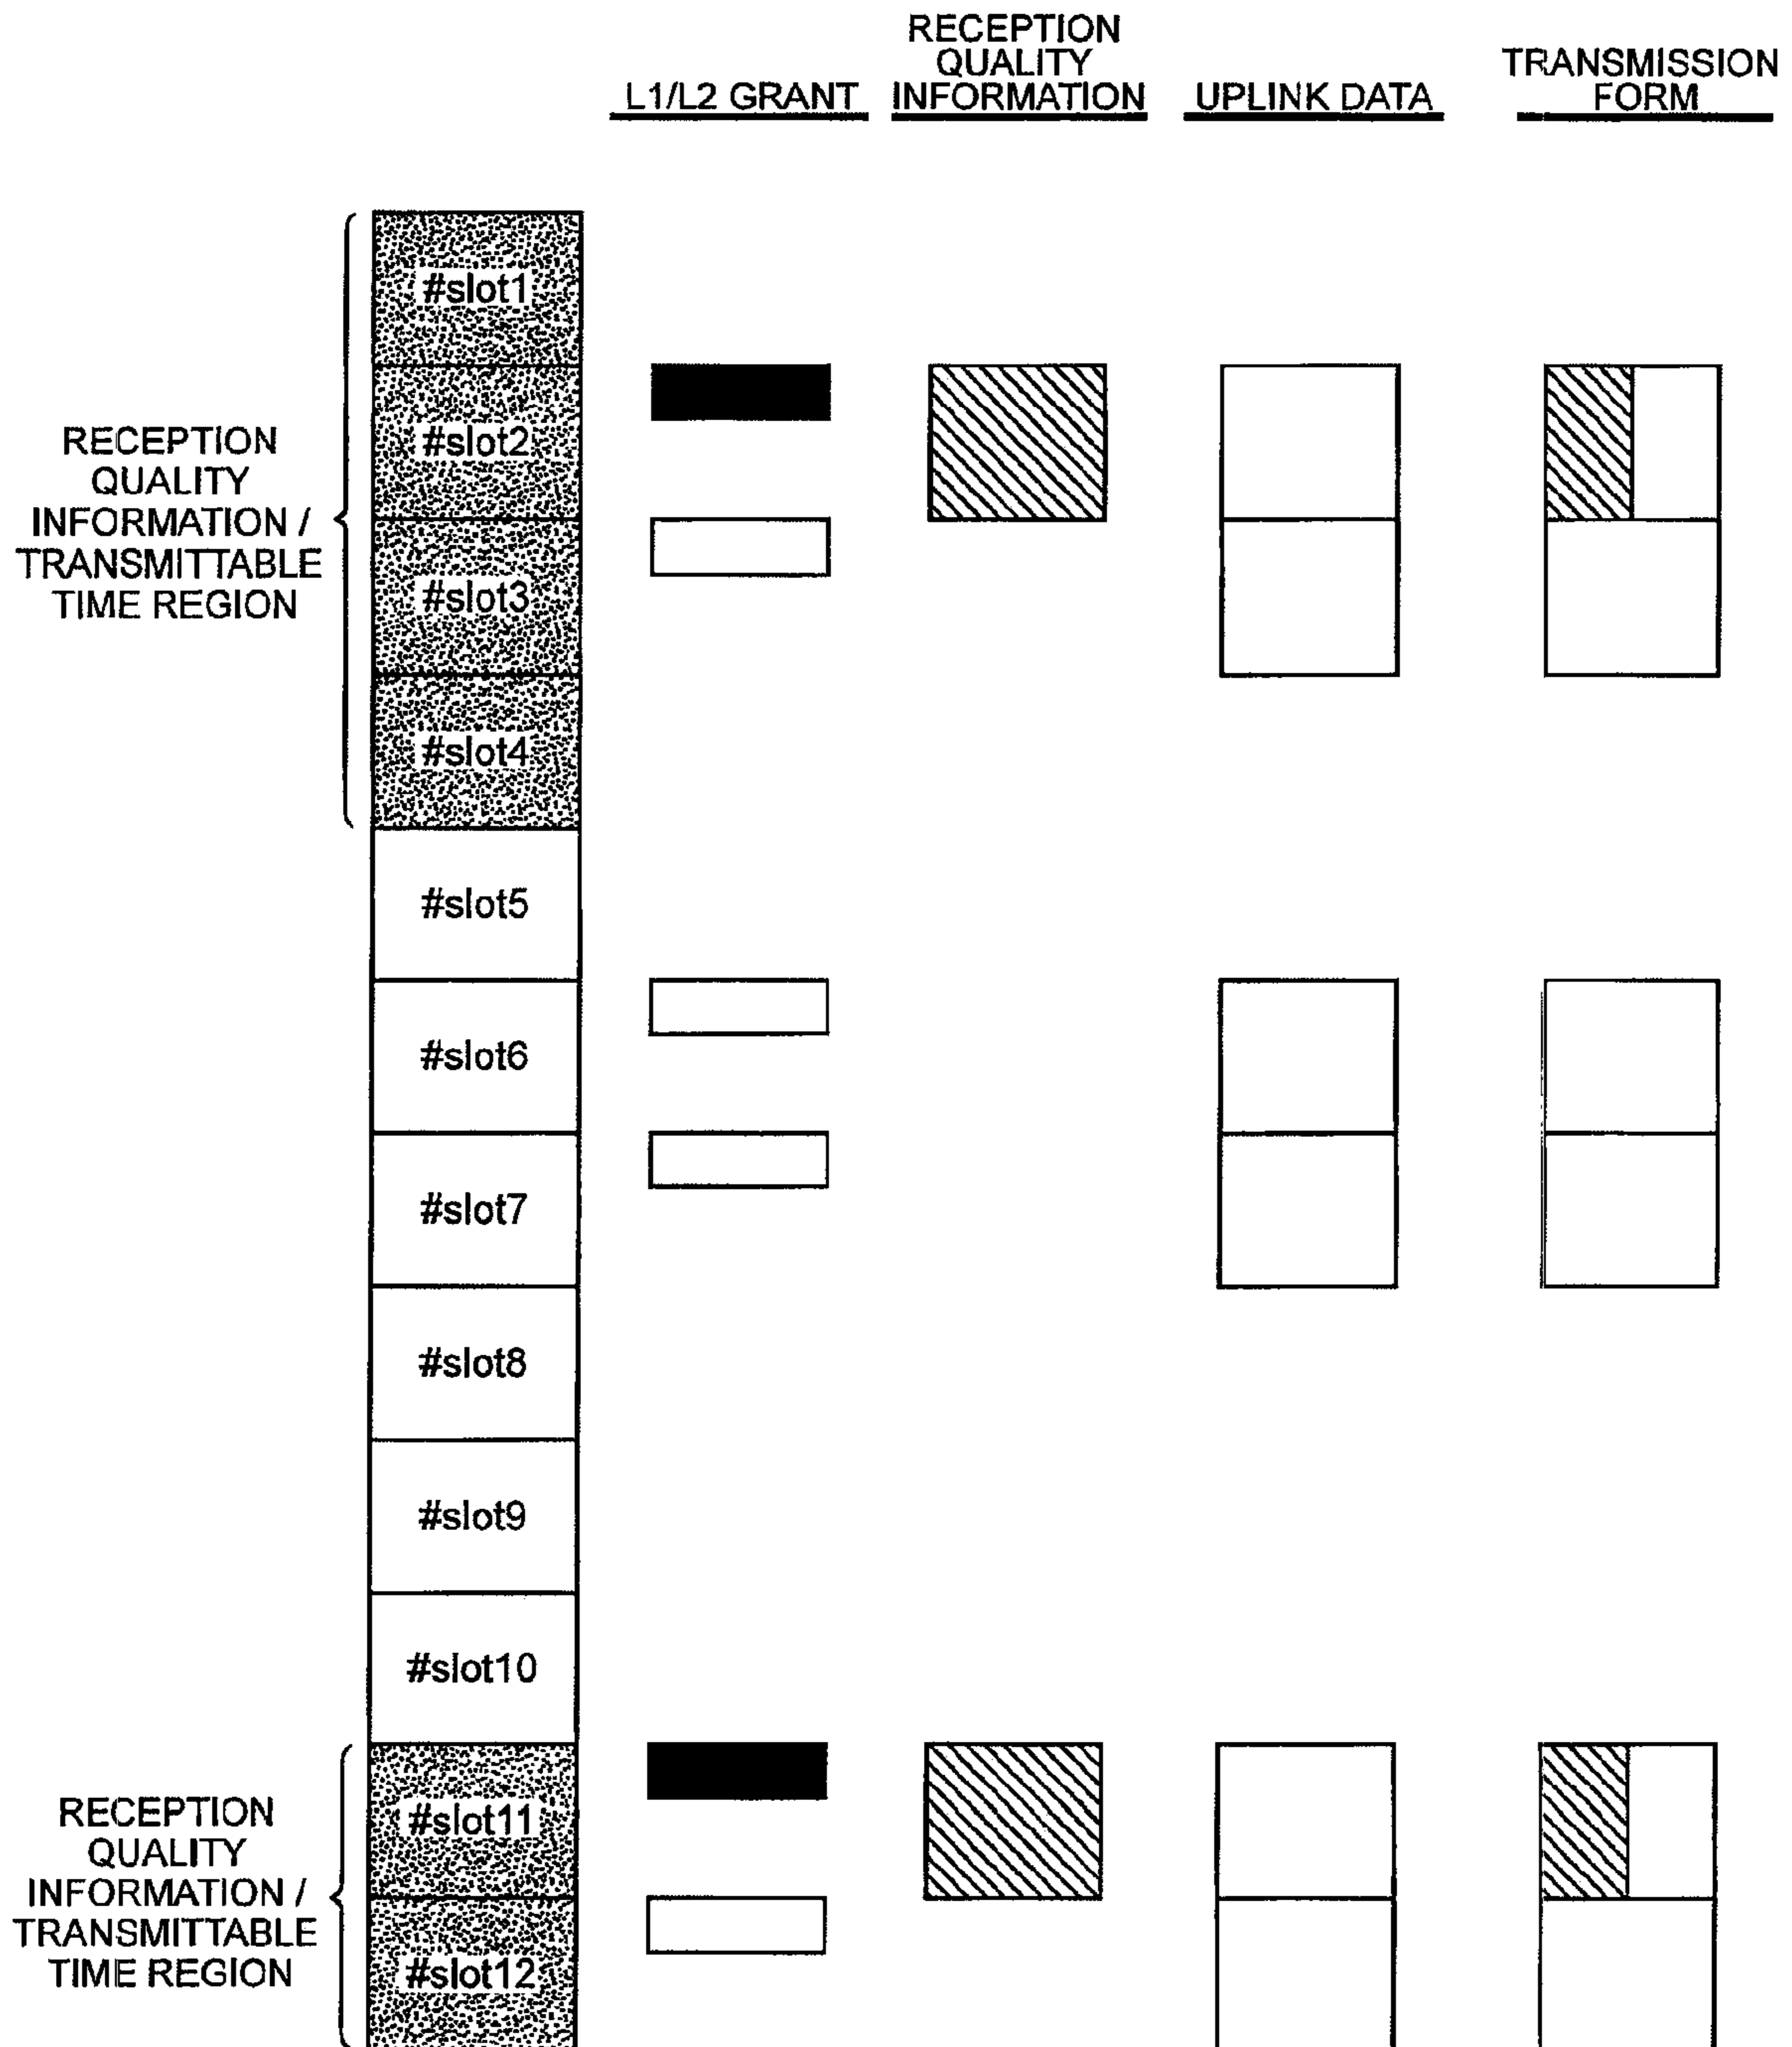 L1/L2 GRANT
RECEPTION
QUALITY
INFORMATION
UPLINK DATA
TRANSMISSION
FORM
RECEPTION
QUALITY
INFORMATION /
TRANSMITTABLE
TIME REGION
#slot1
#slot2
#slot3
#slot4
#slot5
#slot6
#slot7
#slot8
#slot9
#slot10
RECEPTION
QUALITY
INFORMATION /
TRANSMITTABLE
TIME REGION
#slot11
#slot12